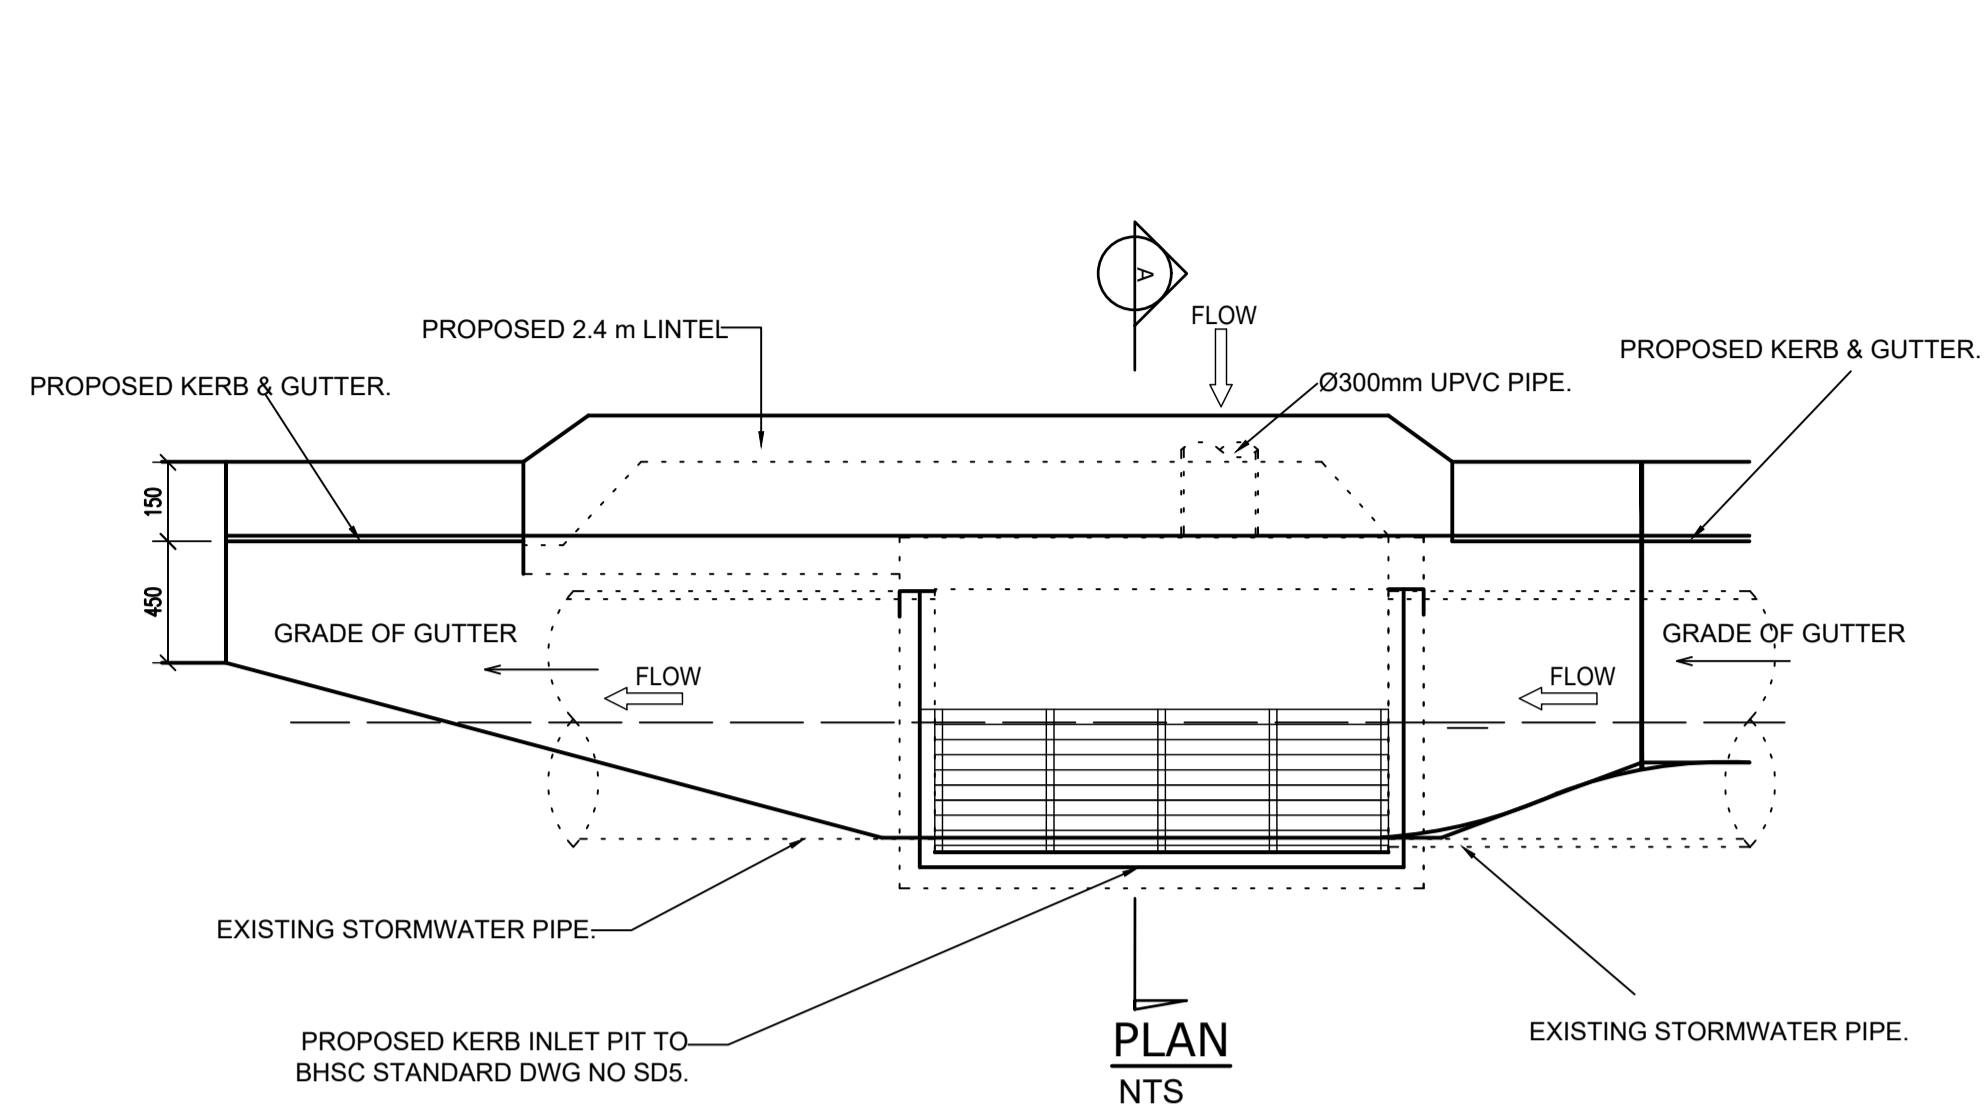 A
FLOW
PROPOSED 2.4 m LINTEL
PROPOSED KERB & GUTTER.
Ø300mm UPVC PIPE.
PROPOSED KERB & GUTTER.
150
450
GRADE OF GUTTER
GRADE OF GUTTER
FLOW
FLOW
EXISTING STORMWATER PIPE.
EXISTING STORMWATER PIPE.
PROPOSED KERB INLET PIT TO
BHSC STANDARD DWG NO SD5.
PLAN
NTS